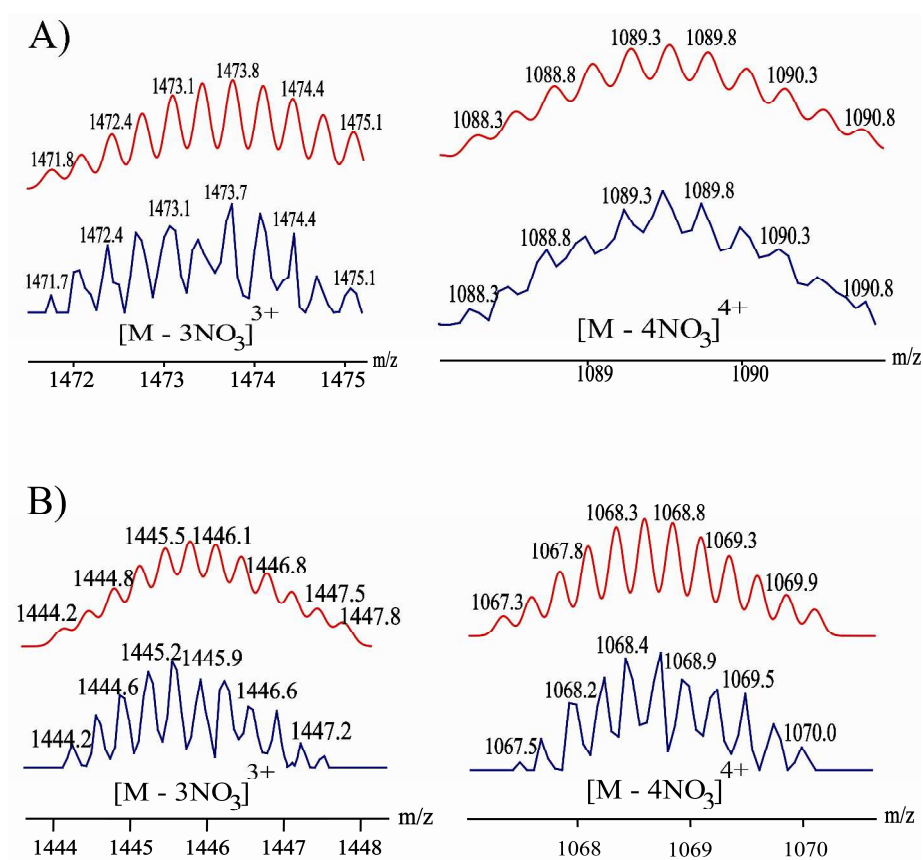 A)
1471.8 1472.4 1473.1 1473.8 1474.4 1475.1
1471.7 1472.4 1473.1 1473.7 1474.4 1475.1
[M - 3NO3]3+
1472 1473 1474 1475 m/z
1088.3 1088.8 1089.3 1089.8 1090.3 1090.8
1088.3 1088.8 1089.3 1089.8 1090.3 1090.8
[M - 4NO3]4+
1089 1090 m/z
B)
1444.2 1444.8 1445.5 1446.1 1446.8 1447.5 1447.8
1444.2 1444.6 1445.2 1445.9 1446.6 1447.2
[M - 3NO3]3+
1444 1445 1446 1447 1448 m/z
1067.3 1067.8 1068.3 1068.8 1069.3 1069.9
1067.5 1068.2 1068.4 1068.9 1069.5 1070.0
[M - 4NO3]4+
1068 1069 1070 m/z